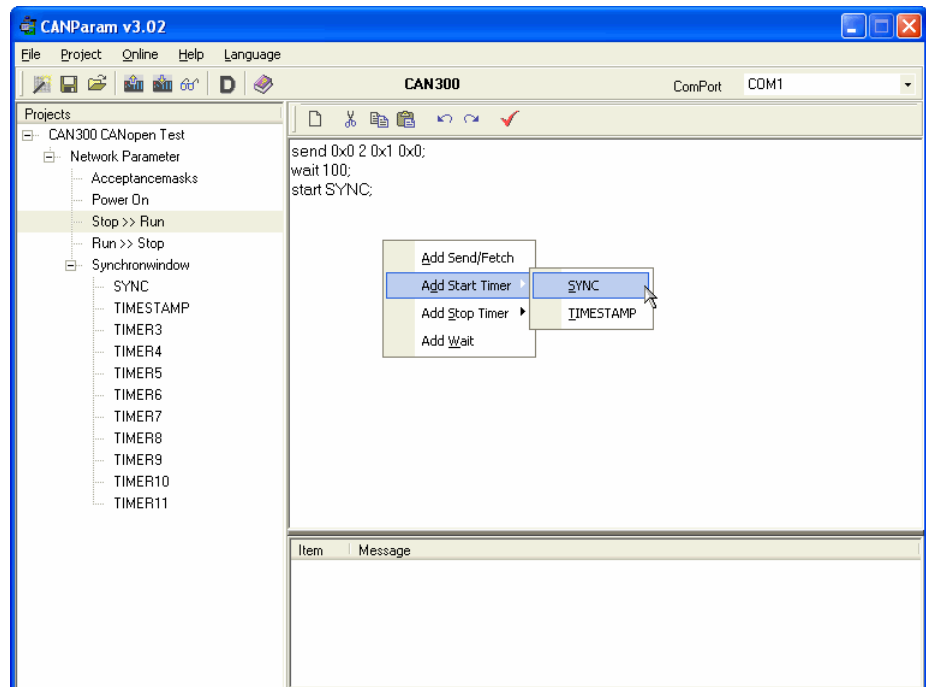 CANParam v3.02
File Project Online Help Language
D CAN300 ComPort COM1
Projects
CAN300 CANopen Test
Network Parameter
Acceptancemasks
Power On
Stop >> Run
Run >> Stop
Synchronwindow
SYNC
TIMESTAMP
TIMER3
TIMER4
TIMER5
TIMER6
TIMER7
TIMER8
TIMER9
TIMER10
TIMER11
send 0x0 2 0x1 0x0;
wait 100;
start SYNC;
Add Send/Fetch
Add Start Timer
Add Stop Timer
Add Wait
SYNC
TIMESTAMP
Item Message